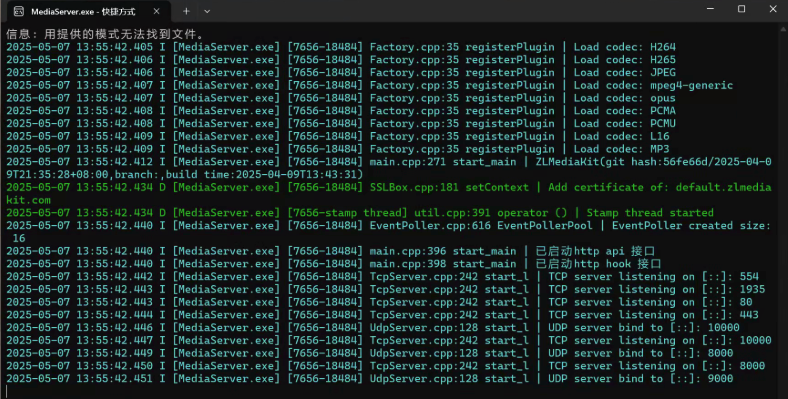 MediaServer.exe - 快捷方式
信息: 用提供的模式无法找到文件。
2025-05-07 13:55:42.405 I [MediaServer.exe] [7656-18484] Factory.cpp:35 registerPlugin | Load codec: H264
2025-05-07 13:55:42.406 I [MediaServer.exe] [7656-18484] Factory.cpp:35 registerPlugin | Load codec: H265
2025-05-07 13:55:42.406 I [MediaServer.exe] [7656-18484] Factory.cpp:35 registerPlugin | Load codec: JPEG
2025-05-07 13:55:42.407 I [MediaServer.exe] [7656-18484] Factory.cpp:35 registerPlugin | Load codec: mpeg4-generic
2025-05-07 13:55:42.407 I [MediaServer.exe] [7656-18484] Factory.cpp:35 registerPlugin | Load codec: opus
2025-05-07 13:55:42.408 I [MediaServer.exe] [7656-18484] Factory.cpp:35 registerPlugin | Load codec: PCMA
2025-05-07 13:55:42.408 I [MediaServer.exe] [7656-18484] Factory.cpp:35 registerPlugin | Load codec: PCMU
2025-05-07 13:55:42.409 I [MediaServer.exe] [7656-18484] Factory.cpp:35 registerPlugin | Load codec: L16
2025-05-07 13:55:42.409 I [MediaServer.exe] [7656-18484] Factory.cpp:35 registerPlugin | Load codec: MP3
2025-05-07 13:55:42.412 I [MediaServer.exe] [7656-18484] main.cpp:271 start_main | ZLMediaKit(git hash:56fe66d/2025-04-0
9T21:35:28+08:00,branch:,build time:2025-04-09T13:43:31)
2025-05-07 13:55:42.434 D [MediaServer.exe] [7656-18484] SSLBox.cpp:181 setContext | Add certificate of: default.zlmedia
kit.com
2025-05-07 13:55:42.434 D [MediaServer.exe] [7656-stamp thread] util.cpp:391 operator () | Stamp thread started
2025-05-07 13:55:42.440 I [MediaServer.exe] [7656-18484] EventPoller.cpp:616 EventPollerPool | EventPoller created size:
16
2025-05-07 13:55:42.440 I [MediaServer.exe] [7656-18484] main.cpp:396 start_main | 已启动http api 接口
2025-05-07 13:55:42.440 I [MediaServer.exe] [7656-18484] main.cpp:398 start_main | 已启动http hook 接口
2025-05-07 13:55:42.442 I [MediaServer.exe] [7656-18484] TcpServer.cpp:242 start_l | TCP server listening on [::]: 554
2025-05-07 13:55:42.443 I [MediaServer.exe] [7656-18484] TcpServer.cpp:242 start_l | TCP server listening on [::]: 1935
2025-05-07 13:55:42.443 I [MediaServer.exe] [7656-18484] TcpServer.cpp:242 start_l | TCP server listening on [::]: 80
2025-05-07 13:55:42.444 I [MediaServer.exe] [7656-18484] TcpServer.cpp:242 start_l | TCP server listening on [::]: 443
2025-05-07 13:55:42.446 I [MediaServer.exe] [7656-18484] UdpServer.cpp:128 start_l | UDP server bind to [::]: 10000
2025-05-07 13:55:42.447 I [MediaServer.exe] [7656-18484] TcpServer.cpp:242 start_l | TCP server listening on [::]: 10000
2025-05-07 13:55:42.449 I [MediaServer.exe] [7656-18484] UdpServer.cpp:128 start_l | UDP server bind to [::]: 8000
2025-05-07 13:55:42.450 I [MediaServer.exe] [7656-18484] TcpServer.cpp:242 start_l | TCP server listening on [::]: 8000
2025-05-07 13:55:42.451 I [MediaServer.exe] [7656-18484] UdpServer.cpp:128 start_l | UDP server bind to [::]: 9000